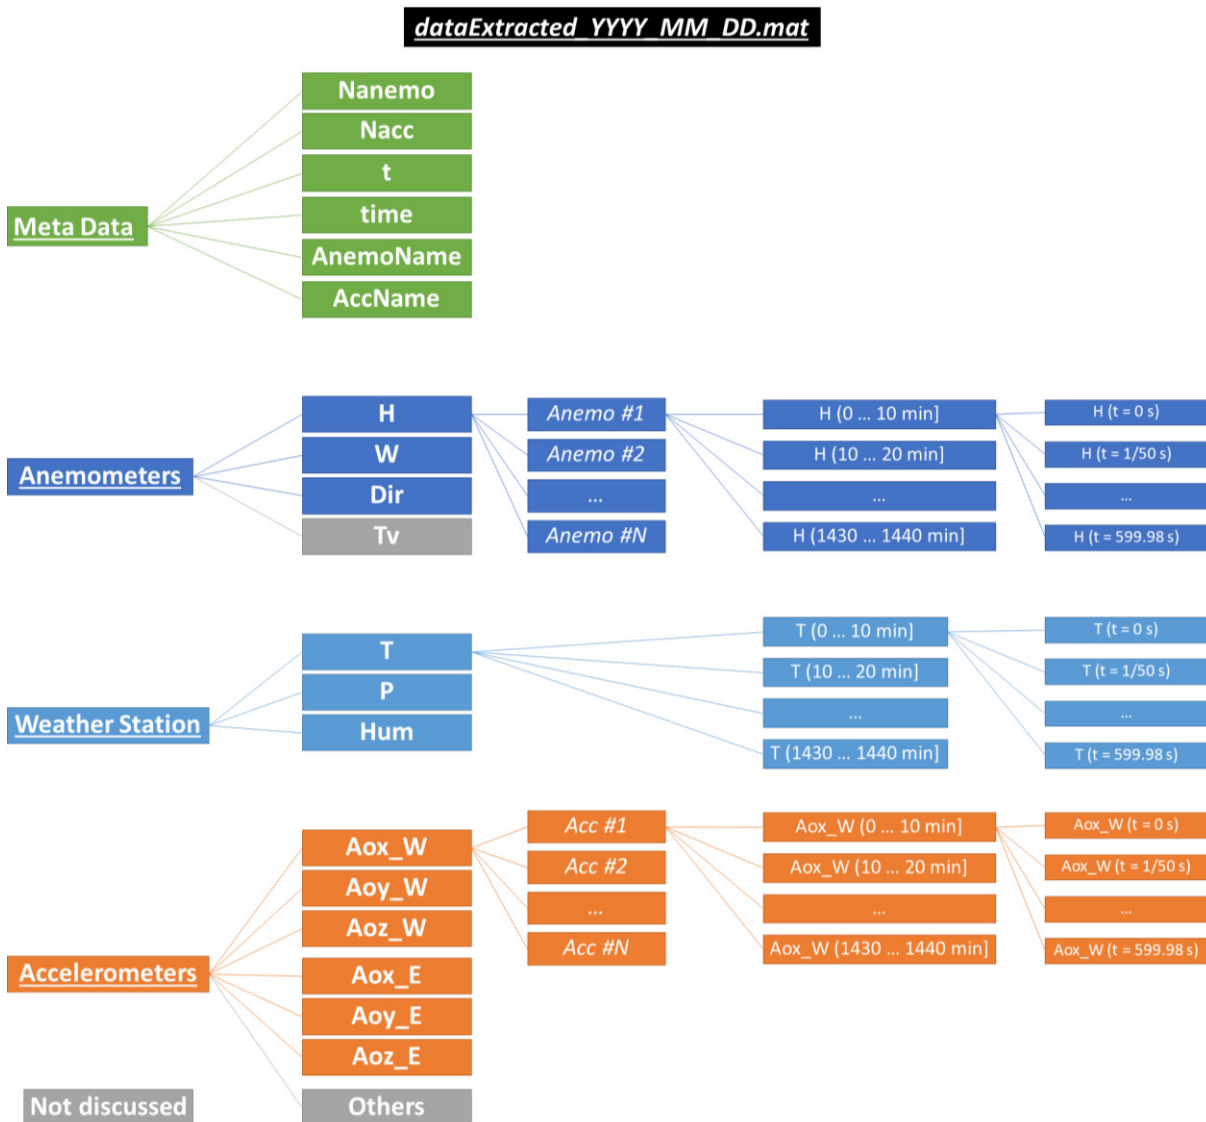 dataExtracted_YYYY_MM_DD.mat
Meta Data
Nanemo
Nacc
t
time
AnemoName
AccName
Anemometers
H
W
Dir
Tv
Anemo #1
Anemo #2
...
Anemo #N
H (0 ... 10 min]
H (10 ... 20 min]
...
H (1430 ... 1440 min]
H (t = 0 s)
H (t = 1/50 s)
...
H (t = 599.98 s)
Weather Station
T
P
Hum
T (0 ... 10 min]
T (10 ... 20 min]
...
T (1430 ... 1440 min]
T (t = 0 s)
T (t = 1/50 s)
...
T (t = 599.98 s)
Accelerometers
Aox_W
Aoy_W
Aoz_W
Aox_E
Aoy_E
Aoz_E
Others
Acc #1
Acc #2
...
Acc #N
Aox_W (0 ... 10 min]
Aox_W (10 ... 20 min]
...
Aox_W (1430 ... 1440 min]
Aox_W (t = 0 s)
Aox_W (t = 1/50 s)
...
Aox_W (t = 599.98 s)
Not discussed